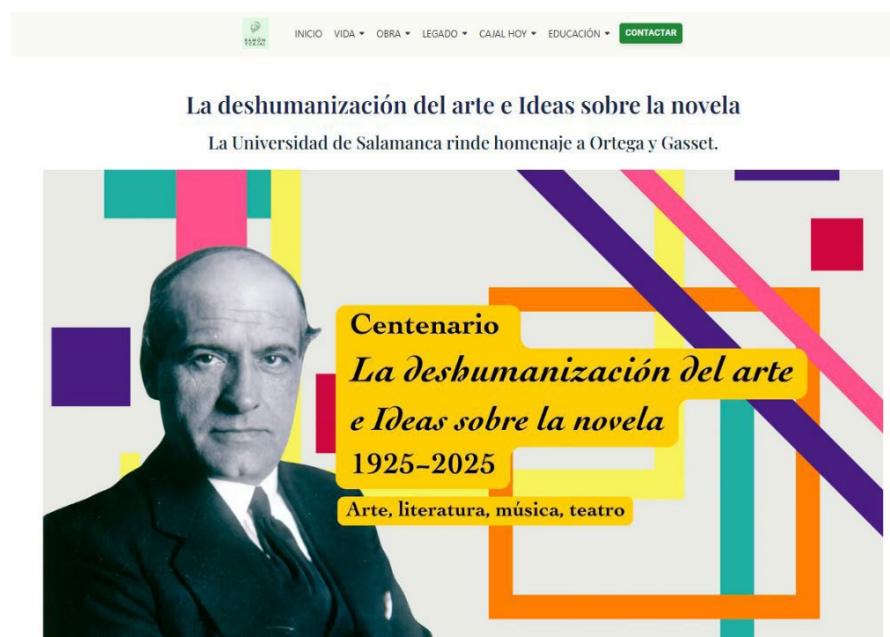 RAMÓN
Y CAJAL
INICIO VIDA OBRA LEGADO CAJAL HOY EDUCACIÓN CONTACTAR
La deshumanización del arte e Ideas sobre la novela
La Universidad de Salamanca rinde homenaje a Ortega y Gasset.
Centenario
La deshumanización del arte
e Ideas sobre la novela
1925-2025
Arte, literatura, música, teatro